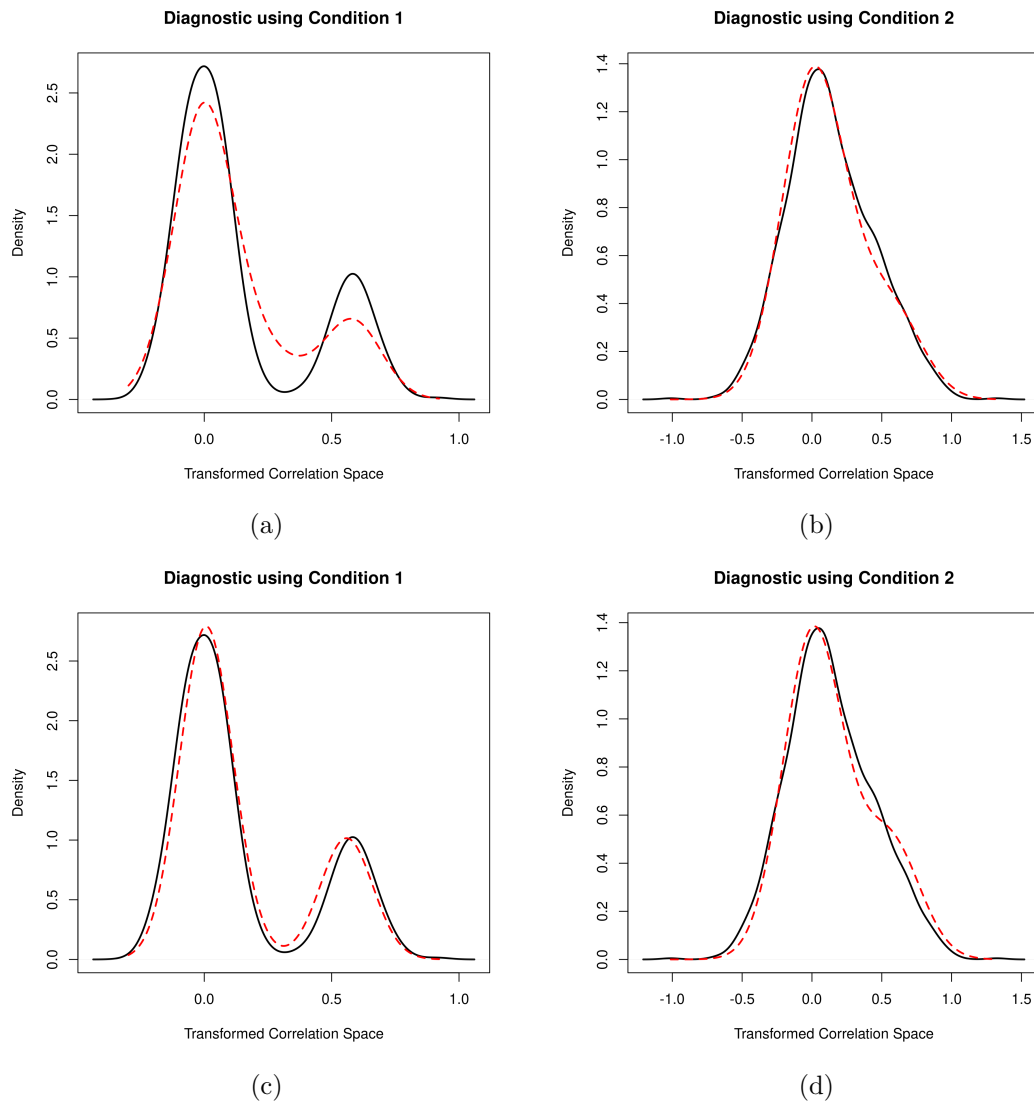 Diagnostic using Condition 1
Density
0.0 0.5 1.0 1.5 2.0 2.5
0.0 0.5 1.0
Transformed Correlation Space
(a)
Diagnostic using Condition 2
Density
0.0 0.2 0.4 0.6 0.8 1.0 1.2 1.4
-1.0 -0.5 0.0 0.5 1.0 1.5
Transformed Correlation Space
(b)
Diagnostic using Condition 1
Density
0.0 0.5 1.0 1.5 2.0 2.5
0.0 0.5 1.0
Transformed Correlation Space
(c)
Diagnostic using Condition 2
Density
0.0 0.2 0.4 0.6 0.8 1.0 1.2 1.4
-1.0 -0.5 0.0 0.5 1.0 1.5
Transformed Correlation Space
(d)